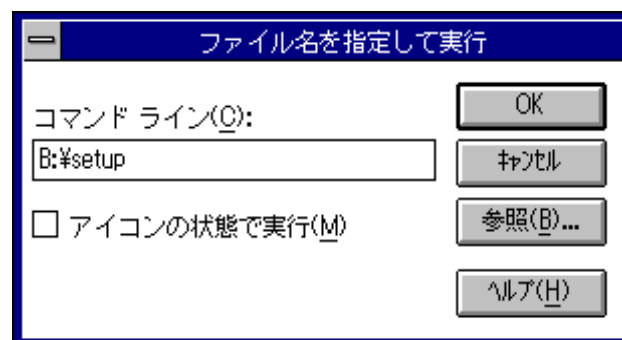 ファイル名を指定して実行
コマンド ライン(C):
B:¥setup
アイコンの状態で実行(M)
OK
ｷｬﾝｾﾙ
参照(B)...
ﾍﾙﾌﾟ(H)